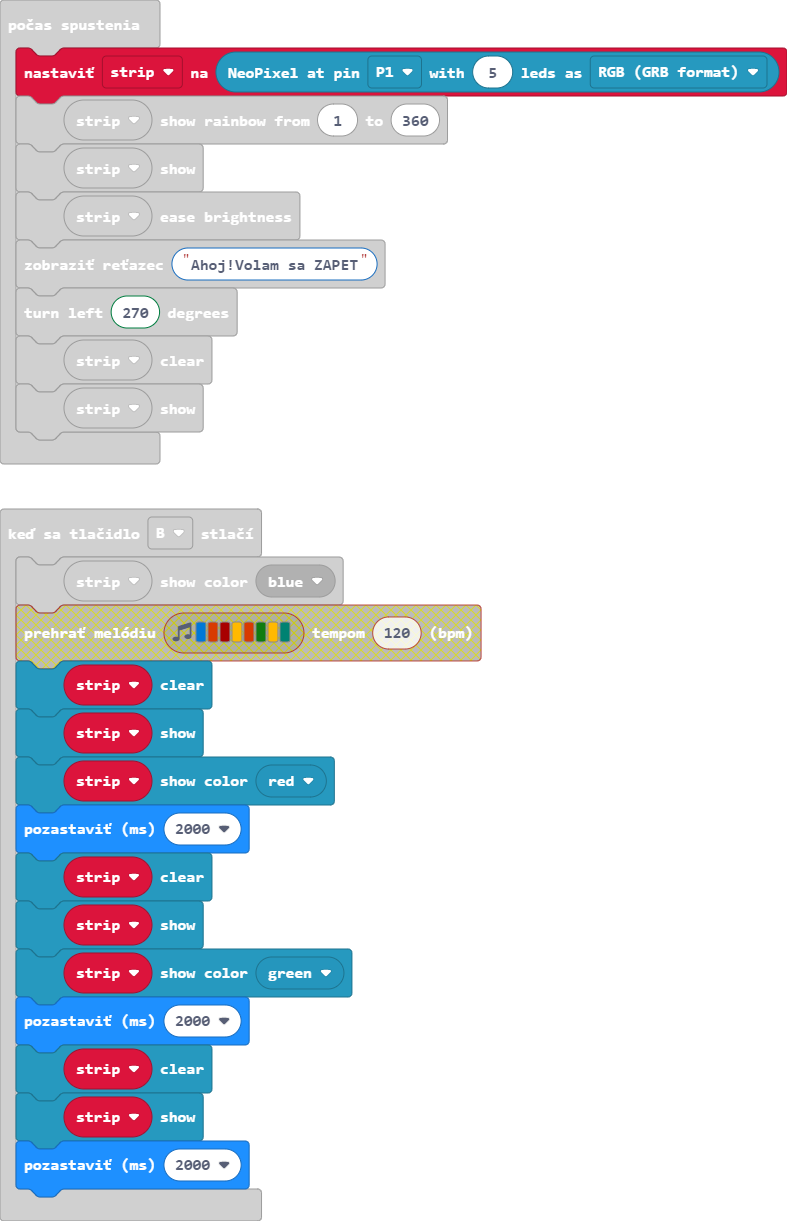 počas spustenia
nastaviť strip na NeoPixel at pin P1 with 5 leds as RGB (GRB format)
strip show rainbow from 1 to 360
strip show
strip ease brightness
zobraziť reťazec "Ahoj!Volam sa ZAPET"
turn left 270 degrees
strip clear
strip show
keď sa tlačidlo B stlačí
strip show color blue
prehrať melódiu tempom 120 (bpm)
strip clear
strip show
strip show color red
pozastaviť (ms) 2000
strip clear
strip show
strip show color green
pozastaviť (ms) 2000
strip clear
strip show
pozastaviť (ms) 2000